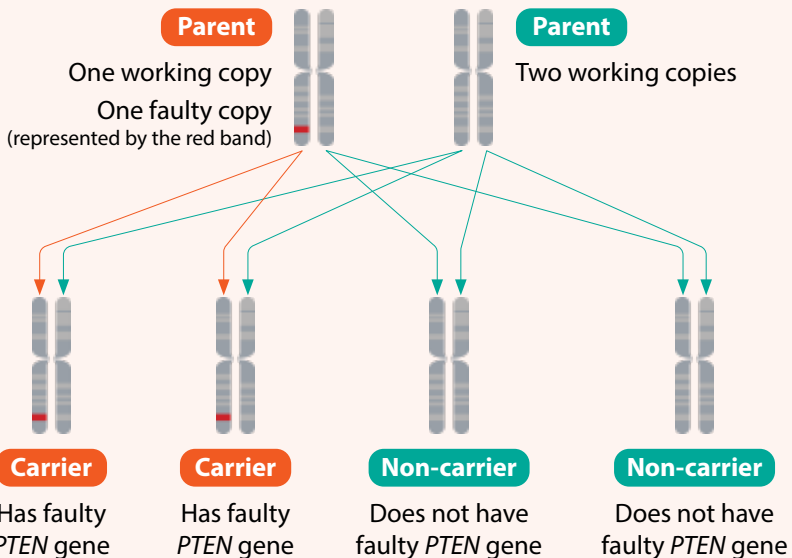 Parent
One working copy
One faulty copy
(represented by the red band)
Parent
Two working copies
Carrier
Has faulty
PTEN gene
Carrier
Has faulty
PTEN gene
Non-carrier
Does not have
faulty PTEN gene
Non-carrier
Does not have
faulty PTEN gene